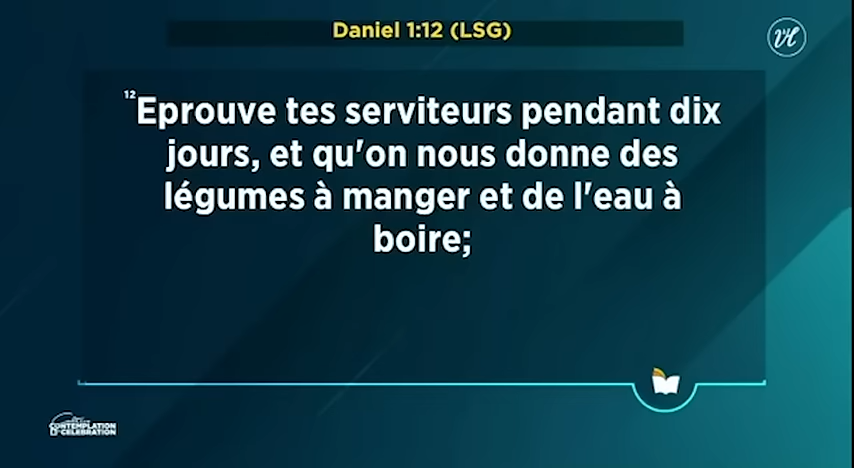 Daniel 1:12 (LSG)
12 Eprouve tes serviteurs pendant dix
jours, et qu'on nous donne des
légumes à manger et de l'eau à
boire;
CONTEMPLATION
CELEBRATION